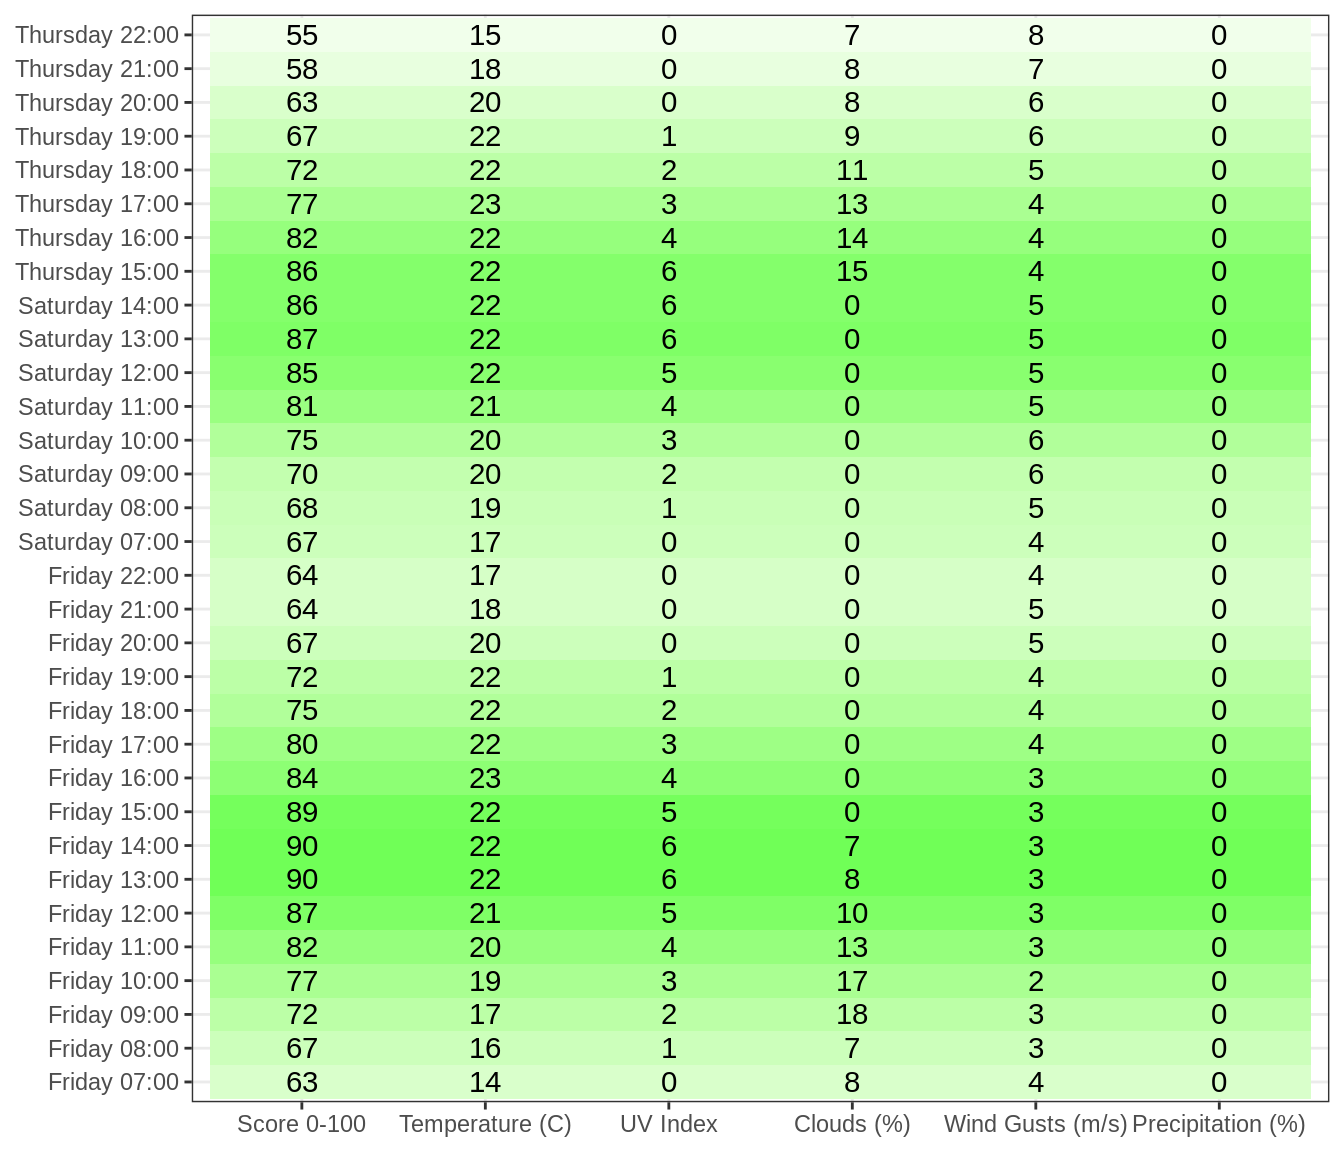 Thursday 22:00 55 15 0 7 8 0
Thursday 21:00 58 18 0 8 7 0
Thursday 20:00 63 20 0 8 6 0
Thursday 19:00 67 22 1 9 6 0
Thursday 18:00 72 22 2 11 5 0
Thursday 17:00 77 23 3 13 4 0
Thursday 16:00 82 22 4 14 4 0
Thursday 15:00 86 22 6 15 4 0
Saturday 14:00 86 22 6 0 5 0
Saturday 13:00 87 22 6 0 5 0
Saturday 12:00 85 22 5 0 5 0
Saturday 11:00 81 21 4 0 5 0
Saturday 10:00 75 20 3 0 6 0
Saturday 09:00 70 20 2 0 6 0
Saturday 08:00 68 19 1 0 5 0
Saturday 07:00 67 17 0 0 4 0
Friday 22:00 64 17 0 0 4 0
Friday 21:00 64 18 0 0 5 0
Friday 20:00 67 20 0 0 5 0
Friday 19:00 72 22 1 0 4 0
Friday 18:00 75 22 2 0 4 0
Friday 17:00 80 22 3 0 4 0
Friday 16:00 84 23 4 0 3 0
Friday 15:00 89 22 5 0 3 0
Friday 14:00 90 22 6 7 3 0
Friday 13:00 90 22 6 8 3 0
Friday 12:00 87 21 5 10 3 0
Friday 11:00 82 20 4 13 3 0
Friday 10:00 77 19 3 17 2 0
Friday 09:00 72 17 2 18 3 0
Friday 08:00 67 16 1 7 3 0
Friday 07:00 63 14 0 8 4 0
Score 0-100 Temperature (C) UV Index Clouds (%) Wind Gusts (m/s) Precipitation (%)